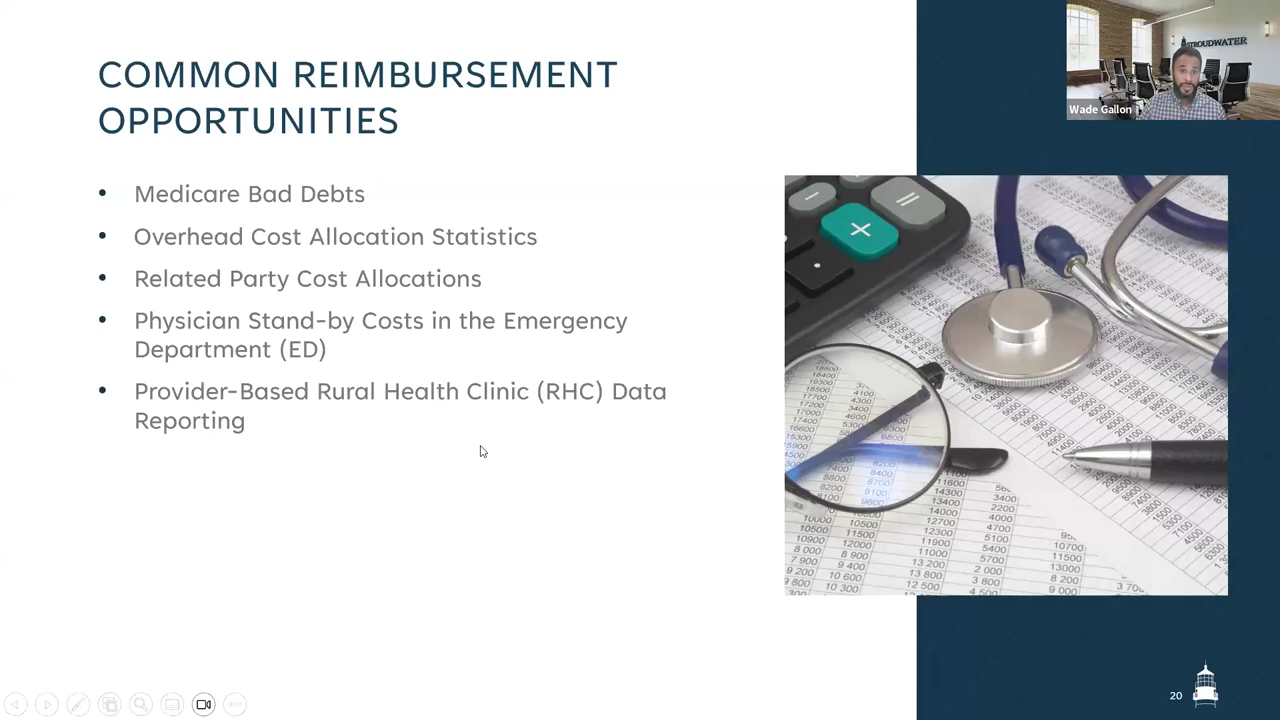 COMMON REIMBURSEMENT
OPPORTUNITIES
STROUDWATER
Wade Gallon
• Medicare Bad Debts
• Overhead Cost Allocation Statistics
• Related Party Cost Allocations
• Physician Stand-by Costs in the Emergency
Department (ED)
• Provider-Based Rural Health Clinic (RHC) Data
Reporting
20